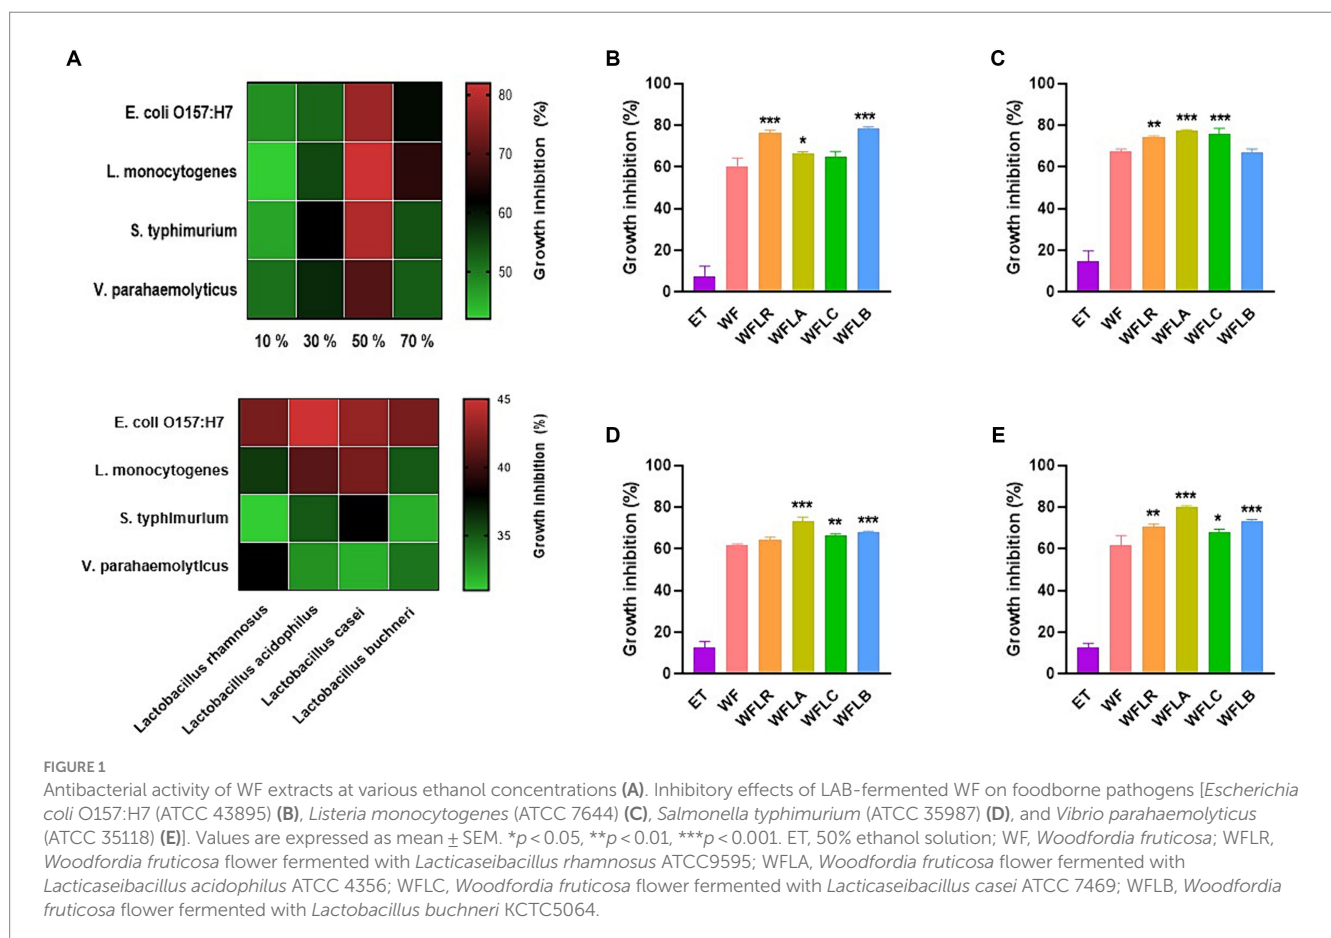 A
E. coli O157:H7
L. monocytogenes
S. typhimurium
V. parahaemolyticus
10 % 30 % 50 % 70 %
80
70
60
50
Growth inhibition (%)
E. coli O157:H7
L. monocytogenes
S. typhimurium
V. parahaemolyticus
Lactobacillus rhamnosus
Lactobacillus acidophilus
Lactobacillus casei
Lactobacillus buchneri
45
40
35
Growth inhibition (%)
B
Growth inhibition (%)
100
80
60
40
20
0
*** * ***
ET WF WFLR WFLA WFLC WFLB
C
Growth inhibition (%)
100
80
60
40
20
0
** *** ***
ET WF WFLR WFLA WFLC WFLB
D
Growth inhibition (%)
100
80
60
40
20
0
*** ** ***
ET WF WFLR WFLA WFLC WFLB
E
Growth inhibition (%)
100
80
60
40
20
0
** *** * ***
ET WF WFLR WFLA WFLC WFLB
FIGURE 1
Antibacterial activity of WF extracts at various ethanol concentrations (A). Inhibitory effects of LAB-fermented WF on foodborne pathogens [Escherichia
coli O157:H7 (ATCC 43895) (B), Listeria monocytogenes (ATCC 7644) (C), Salmonella typhimurium (ATCC 35987) (D), and Vibrio parahaemolyticus
(ATCC 35118) (E)]. Values are expressed as mean ± SEM. *p < 0.05, **p < 0.01, ***p < 0.001. ET, 50% ethanol solution; WF, Woodfordia fruticosa; WFLR,
Woodfordia fruticosa flower fermented with Lacticaseibacillus rhamnosus ATCC9595; WFLA, Woodfordia fruticosa flower fermented with
Lacticaseibacillus acidophilus ATCC 4356; WFLC, Woodfordia fruticosa flower fermented with Lacticaseibacillus casei ATCC 7469; WFLB, Woodfordia
fruticosa flower fermented with Lactobacillus buchneri KCTC5064.